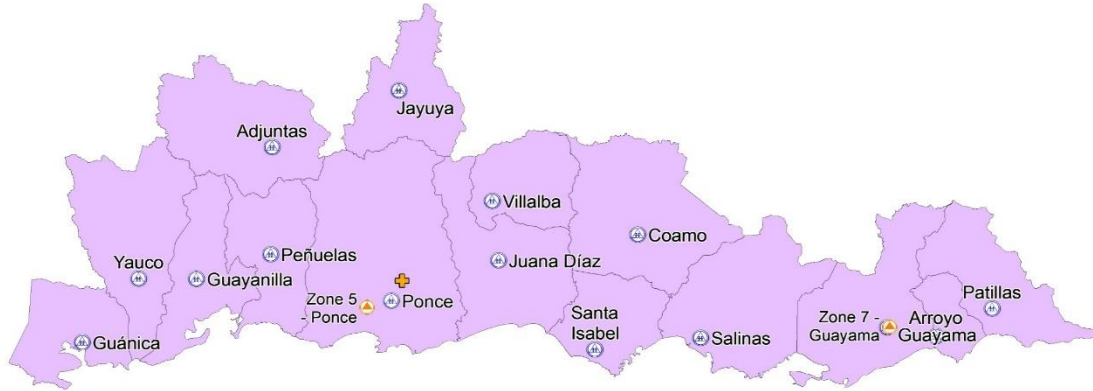 Jayuya
Adjuntas
Villalba
Coamo
Peñuelas
Juana Díaz
Yauco
Guayanilla
Zone 5
- Ponce
Ponce
Guánica
Santa
Isabel
Salinas
Zone 7 -
Guayama
Arroyo
Guayama
Patillas